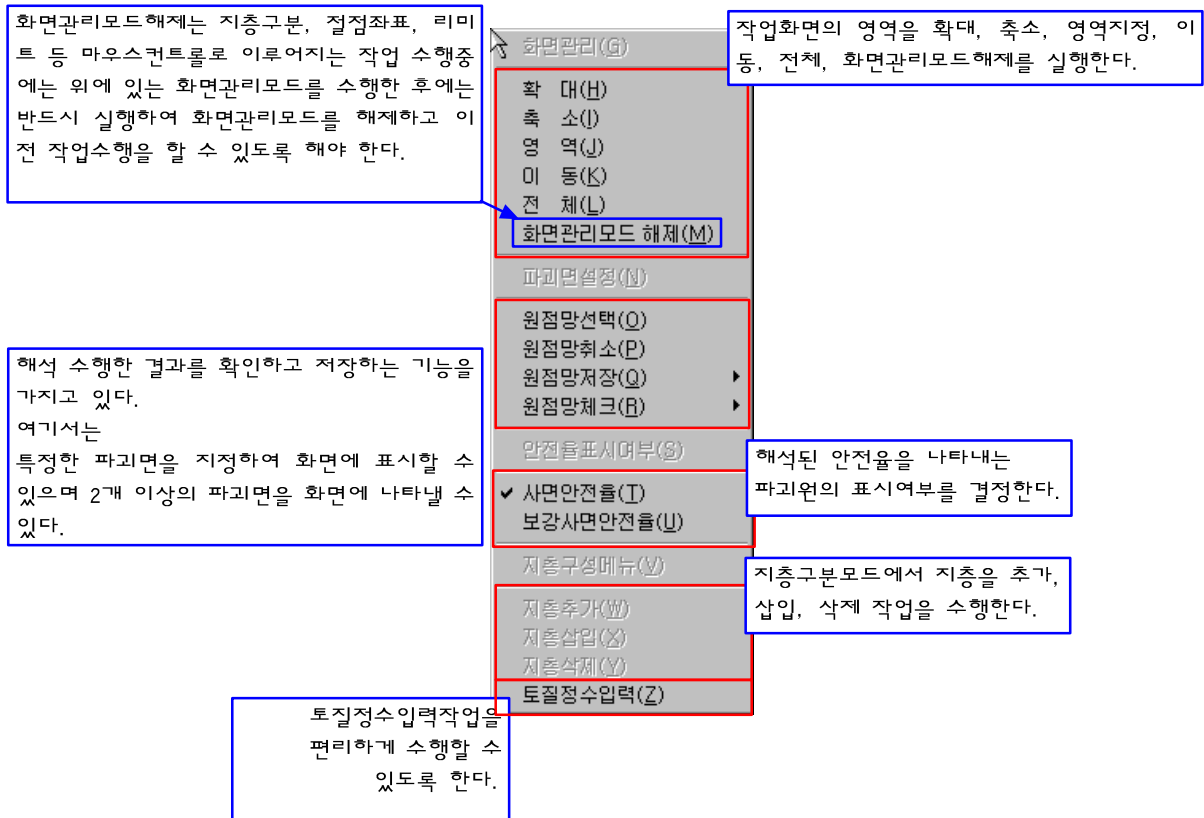 화면관리모드해제는 지층구분, 절점좌표, 리미
트 등 마우스컨트롤로 이루어지는 작업 수행중
에는 위에 있는 화면관리모드를 수행한 후에는
반드시 실행하여 화면관리모드를 해제하고 이
전 작업수행을 할 수 있도록 해야 한다.
작업화면의 영역을 확대, 축소, 영역지정, 이
동, 전체, 화면관리모드해제를 실행한다.
화면관리(G)
확 대(H)
축 소(I)
영 역(J)
이 동(K)
전 체(L)
화면관리모드 해제(M)
파괴면설정(N)
원점망선택(O)
원점망취소(P)
원점망저장(Q)
원점망체크(R)
해석 수행한 결과를 확인하고 저장하는 기능을
가지고 있다.
여기서는
특정한 파괴면을 지정하여 화면에 표시할 수
있으며 2개 이상의 파괴면을 화면에 나타낼 수
있다.
안전율표시여부(S)
사면안전율(T)
보강사면안전율(U)
해석된 안전율을 나타내는
파괴원의 표시여부를 결정한다.
지층구성메뉴(V)
지층추가(W)
지층삽입(X)
지층삭제(Y)
토질정수입력(Z)
지층구분모드에서 지층을 추가,
삽입, 삭제 작업을 수행한다.
토질정수입력작업을
편리하게 수행할 수
있도록 한다.